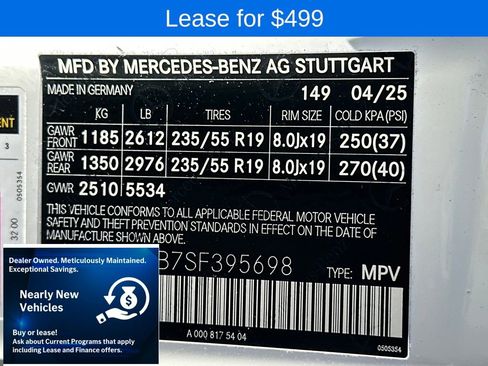 Lease for $499
MFD BY MERCEDES-BENZ AG STUTTGART
MADE IN GERMANY 149 04/25
KG LB TIRES RIM SIZE COLD KPA (PSI)
GAWR FRONT 1185 2612 235/55 R19 8.0Jx19 250(37)
GAWR REAR 1350 2976 235/55 R19 8.0Jx19 270(40)
GVWR 2510 5534
THIS VEHICLE CONFORMS TO ALL APPLICABLE FEDERAL MOTOR VEHICLE
SAFETY AND THEFT PREVENTION STANDARDS IN EFFECT ON THE DATE OF
MANUFACTURE SHOWN ABOVE.
B7SF395698 TYPE: MPV
A 000 817 54 04
0505354
3
0505354
32 00
Dealer Owned. Meticulously Maintained.
Exceptional Savings.
Nearly New
Vehicles
Buy or lease!
Ask about Current Programs that apply
including Lease and Finance offers.